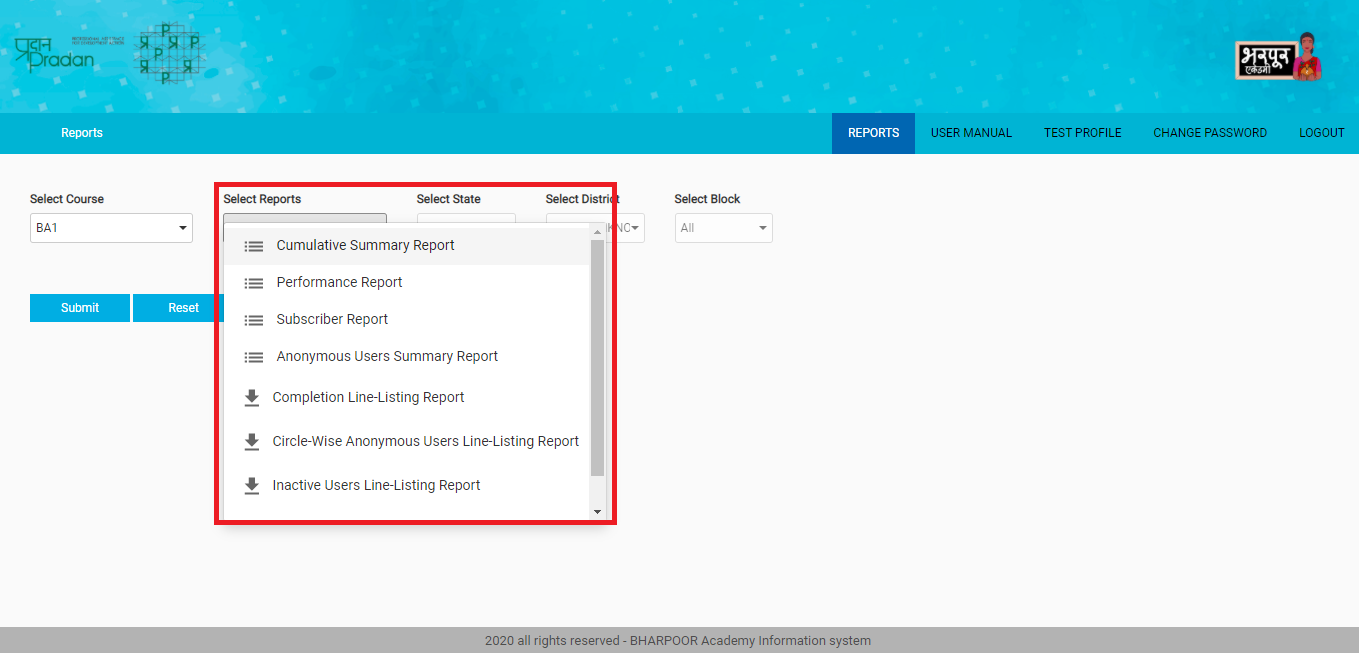 प्रदान
Pradan
प्र प्र प्र
P P
प्र प्र
P
भरपूर
एकेडमी
Reports
REPORTS
USER MANUAL
TEST PROFILE
CHANGE PASSWORD
LOGOUT
Select Course
Select Reports
Select State
Select District
Select Block
BA1
All
Cumulative Summary Report
Performance Report
Subscriber Report
Anonymous Users Summary Report
Completion Line-Listing Report
Circle-Wise Anonymous Users Line-Listing Report
Inactive Users Line-Listing Report
Submit
Reset
2020 all rights reserved - BHARPOOR Academy Information system